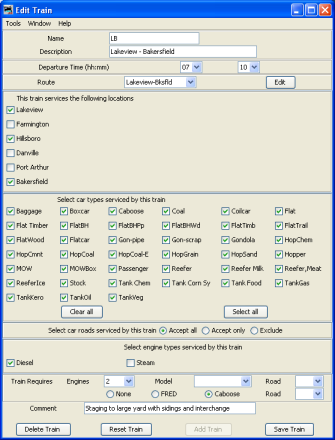 Edit Train
Tools Window Help
Name LB
Description Lakeview - Bakersfield
Departure Time (hh:mm) 07 10
Route Lakeview-Bksfld Edit
This train services the following locations
Lakeview
Farmington
Hillsboro
Danville
Port Arthur
Bakersfield
Select car types serviced by this train
Baggage Boxcar Caboose Coal Coilcar Flat
Flat Timber FlatBH FlatBHPp FlatBHWd FlatTimb FlatTrail
FlatWood Flatcar Gon-pipe Gon-scrap Gondola HopChem
HopCmnt HopCoal HopCoal-E HopGrain HopSand Hopper
MOW MOWBox Passenger Reefer Reefer Milk Reefer,Meat
ReeferIce Stock Tank Chem Tank Corn Sy Tank Food TankGas
TankKero TankOil TankVeg
Clear all Select all
Select car roads serviced by this train Accept all Accept only Exclude
Select engine types serviced by this train
Diesel Steam
Train Requires Engines 2 Model Road
None FRED Caboose Road
Comment Staging to large yard with sidings and interchange
Delete Train Reset Train Add Train Save Train